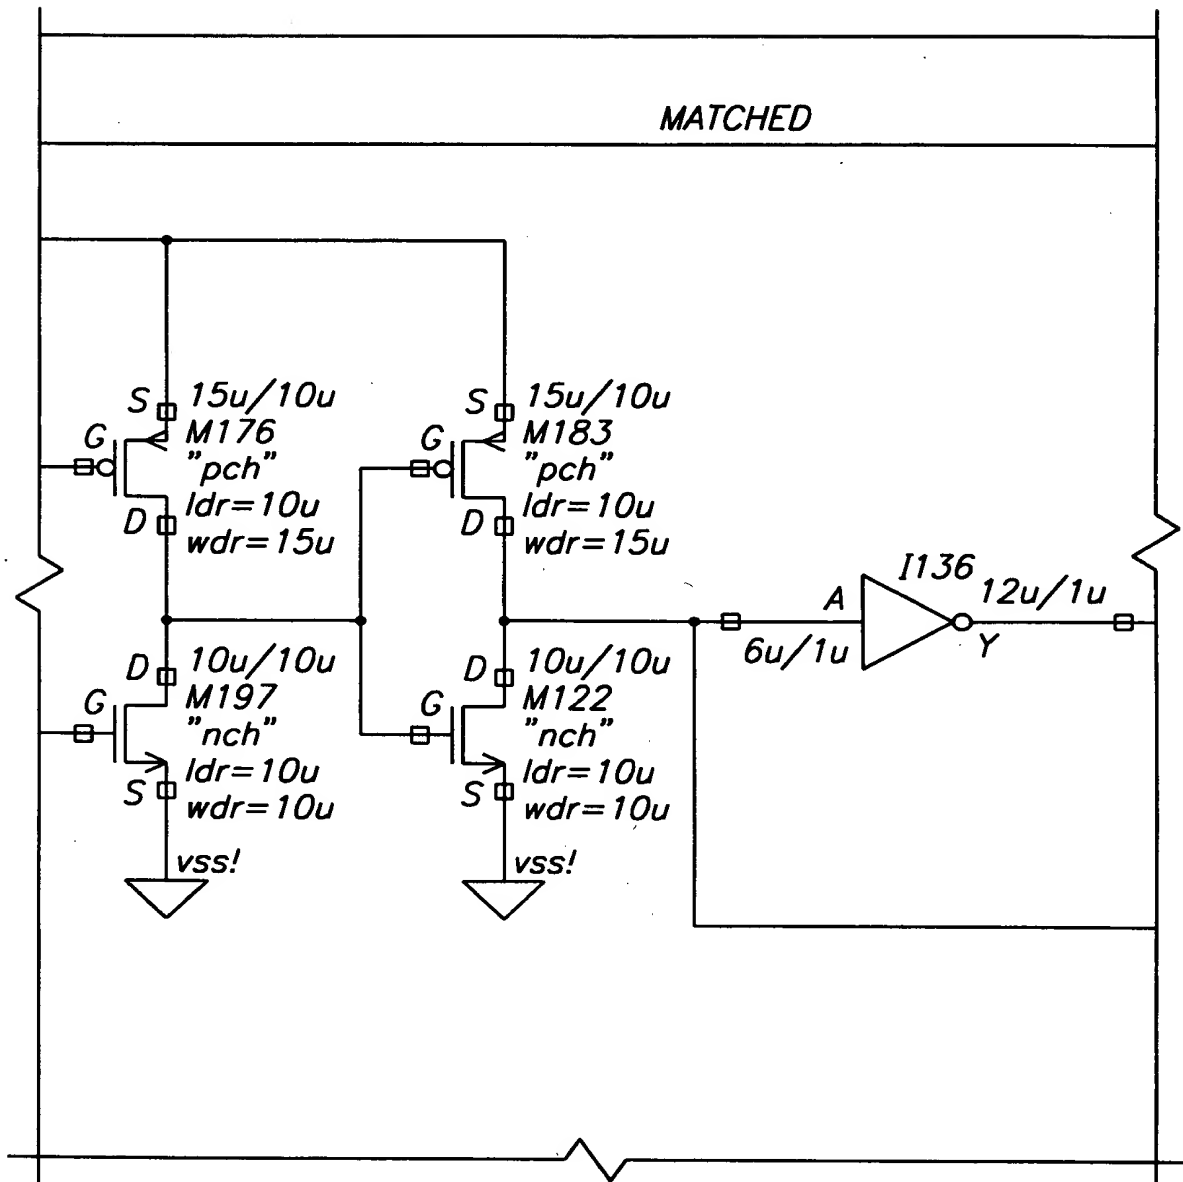 MATCHED
S 15u/10u
G M176
"pch"
ldr=10u
D wdr=15u
S 15u/10u
G M183
"pch"
ldr=10u
D wdr=15u
I136
A 12u/1u
6u/1u Y
D 10u/10u
G M197
"nch"
ldr=10u
S wdr=10u
vss!
D 10u/10u
G M122
"nch"
ldr=10u
S wdr=10u
vss!